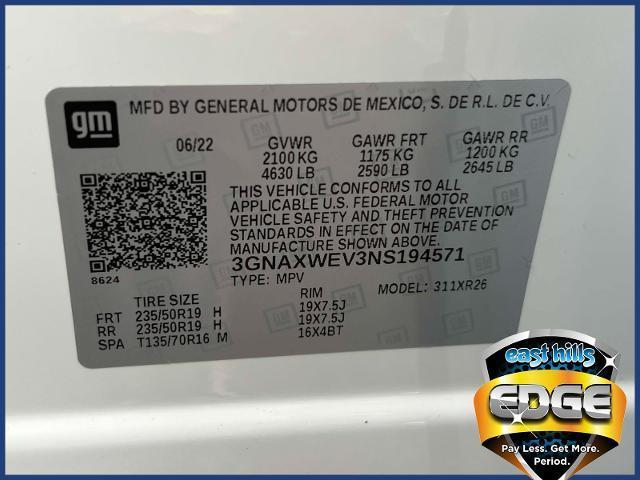 gm
MFD BY GENERAL MOTORS DE MEXICO, S. DE R.L. DE C.V.
06/22 GVWR GAWR FRT GAWR RR
2100 KG 1175 KG 1200 KG
4630 LB 2590 LB 2645 LB
THIS VEHICLE CONFORMS TO ALL
APPLICABLE U.S. FEDERAL MOTOR
VEHICLE SAFETY AND THEFT PREVENTION
STANDARDS IN EFFECT ON THE DATE OF
MANUFACTURE SHOWN ABOVE.
8624 3GNAXWEV3NS194571
TYPE: MPV MODEL: 311XR26
TIRE SIZE RIM
FRT 235/50R19 H 19X7.5J
RR 235/50R19 H 19X7.5J
SPA T135/70R16 M 16X4BT
east hills
EDGE
Pay Less. Get More.
Period.